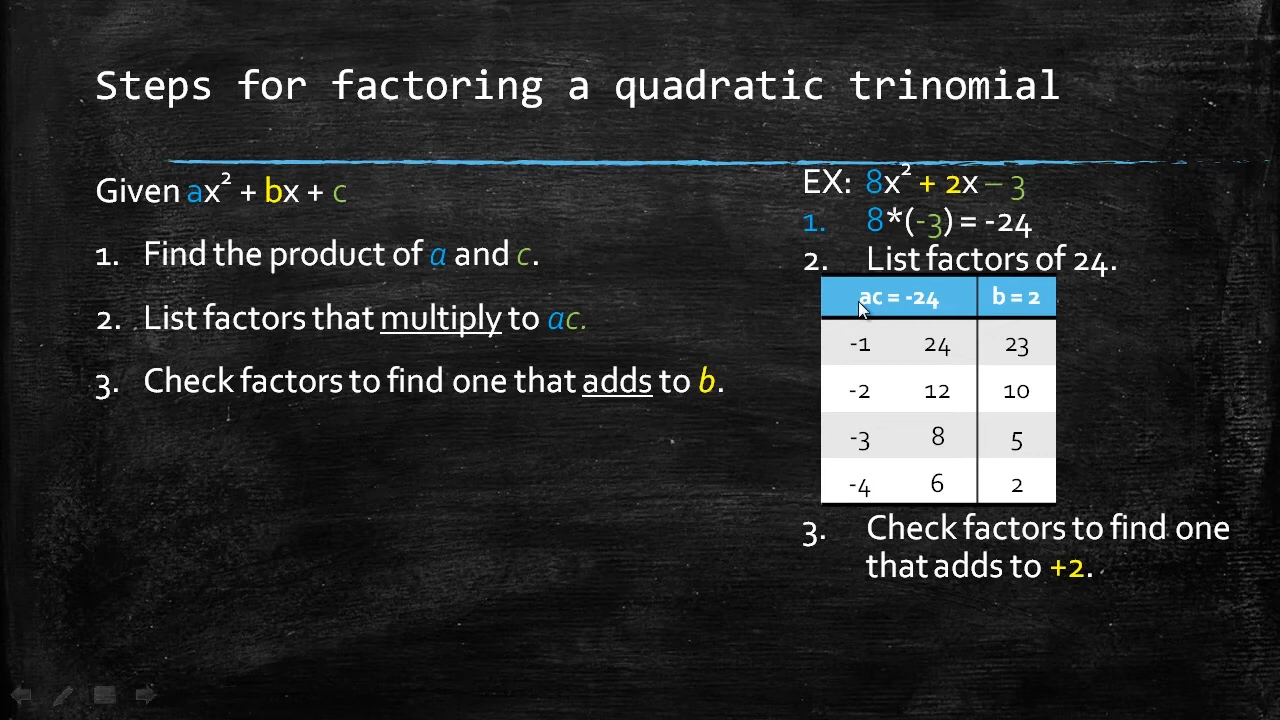 Steps for factoring a quadratic trinomial
Given ax² + bx + c
1. Find the product of a and c.
2. List factors that multiply to ac.
3. Check factors to find one that adds to b.
EX: 8x² + 2x – 3
1. 8*(-3) = -24
2. List factors of 24.
ac = -24 b = 2
-1 24 23
-2 12 10
-3 8 5
-4 6 2
3. Check factors to find one
that adds to +2.